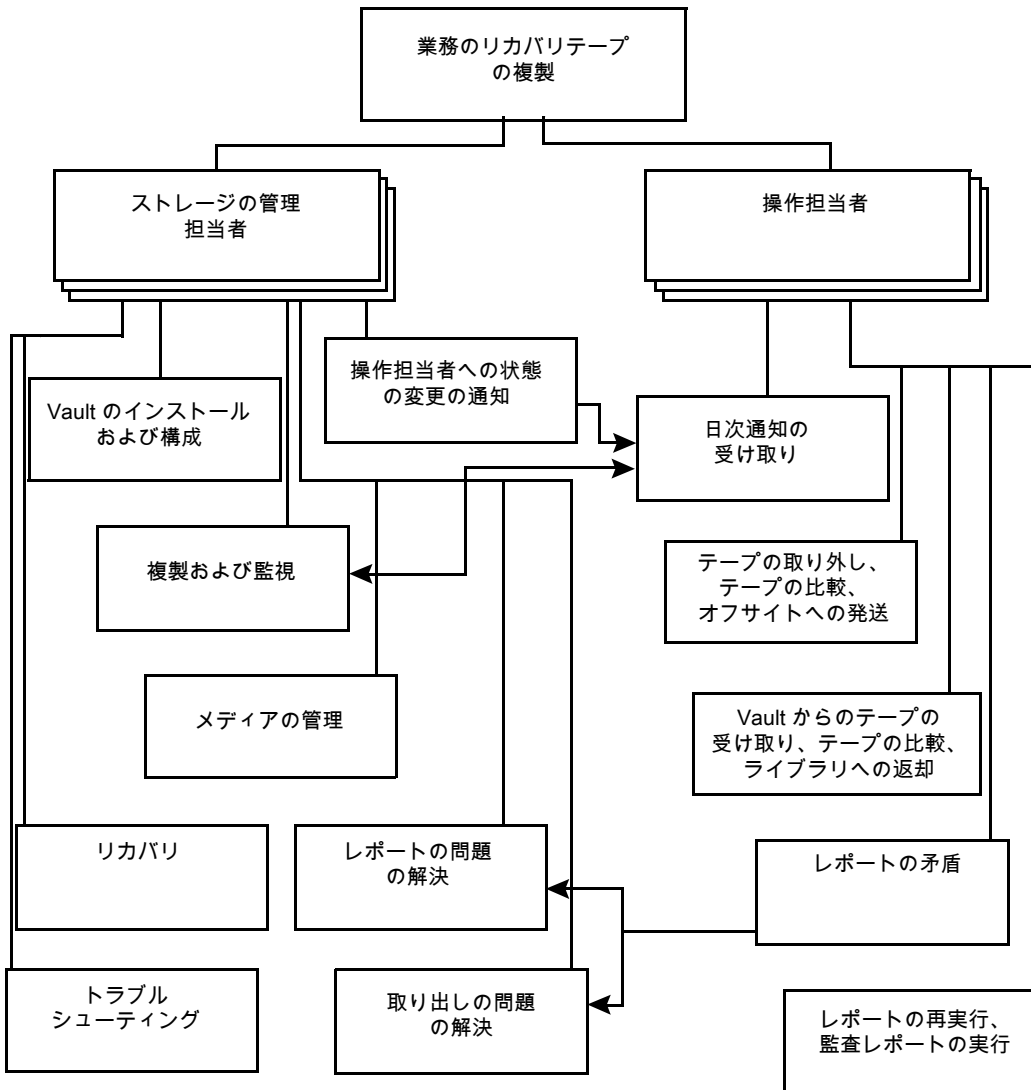 業務のリカバリテープ
の複製
ストレージの管理
担当者
操作担当者
操作担当者への状態
の変更の通知
Vault のインストール
および構成
日次通知の
受け取り
複製および監視
テープの取り外し、
テープの比較、
オフサイトへの発送
メディアの管理
Vault からのテープの
受け取り、テープの比較、
ライブラリへの返却
リカバリ
レポートの問題
の解決
レポートの矛盾
トラブル
シューティング
取り出しの問題
の解決
レポートの再実行、
監査レポートの実行